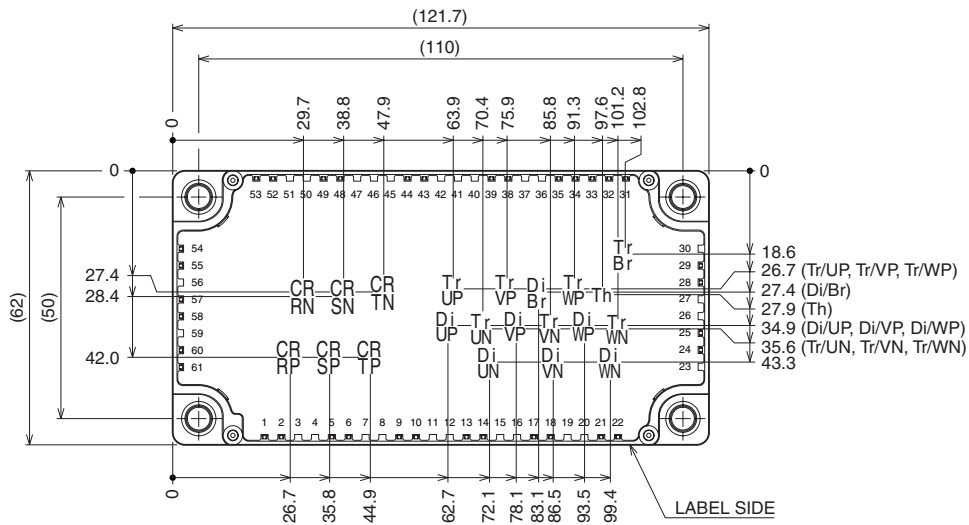 (121.7)
(110)
0 29.7 38.8 47.9 63.9 70.4 75.9 85.8 91.3 97.6 101.2 102.8
0 0
53 52 51 50 49 48 47 46 45 44 43 42 41 40 39 38 37 36 35 34 33 32 31
54
55
56
57
58
59
60
61
30
29
28
27
26
25
24
23
(62)
(50)
27.4
28.4
42.0
18.6
26.7 (Tr/UP, Tr/VP, Tr/WP)
27.4 (Di/Br)
27.9 (Th)
34.9 (Di/UP, Di/VP, Di/WP)
35.6 (Tr/UN, Tr/VN, Tr/WN)
43.3
Tr
Br
CR
RN
CR
SN
CR
TN
Tr
UP
Tr
VP
Di
Br
Tr
WP
Th
Di
UP
Tr
UN
Di
VP
Tr
VN
Di
WP
Tr
WN
CR
RP
CR
SP
CR
TP
Di
UN
Di
VN
Di
WN
1 2 3 4 5 6 7 8 9 10 11 12 13 14 15 16 17 18 19 20 21 22
0 26.7 35.8 44.9 62.7 72.1 78.1 83.1 86.5 93.5 99.4
LABEL SIDE